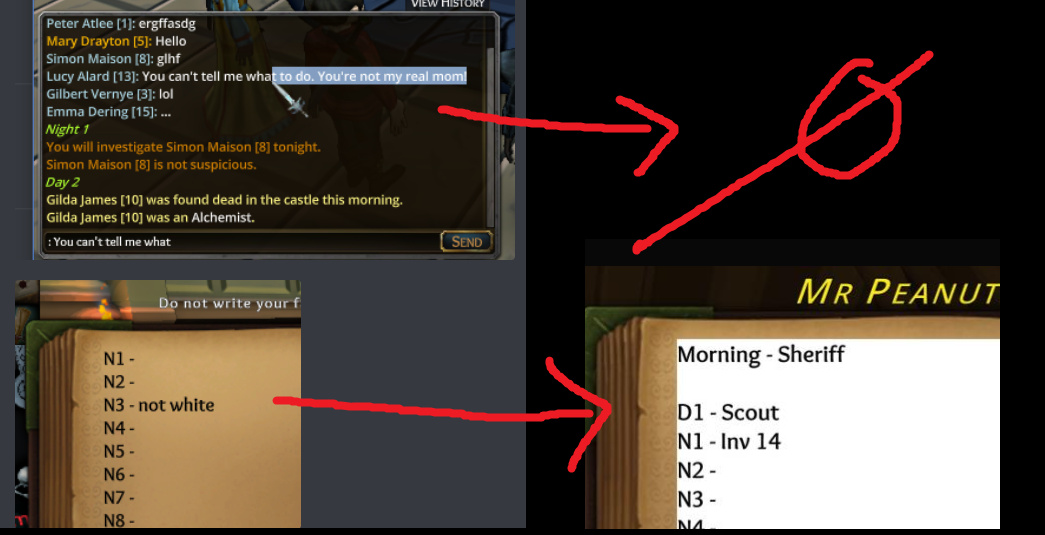 VIEW HISTORY
Peter Atlee [1]: ergffasdg
Mary Drayton [5]: Hello
Simon Maison [8]: glhf
Lucy Alard [13]: You can't tell me what to do. You're not my real mom!
Gilbert Vernye [3]: lol
Emma Dering [15]: ...
Night 1
You will investigate Simon Maison [8] tonight.
Simon Maison [8] is not suspicious.
Day 2
Gilda James [10] was found dead in the castle this morning.
Gilda James [10] was an Alchemist.
: You can't tell me what
SEND
Do not write your f
N1 -
N2 -
N3 - not white
N4 -
N5 -
N6 -
N7 -
N8 -
MR PEANUT
Morning - Sheriff
D1 - Scout
N1 - Inv 14
N2 -
N3 -
N4 -